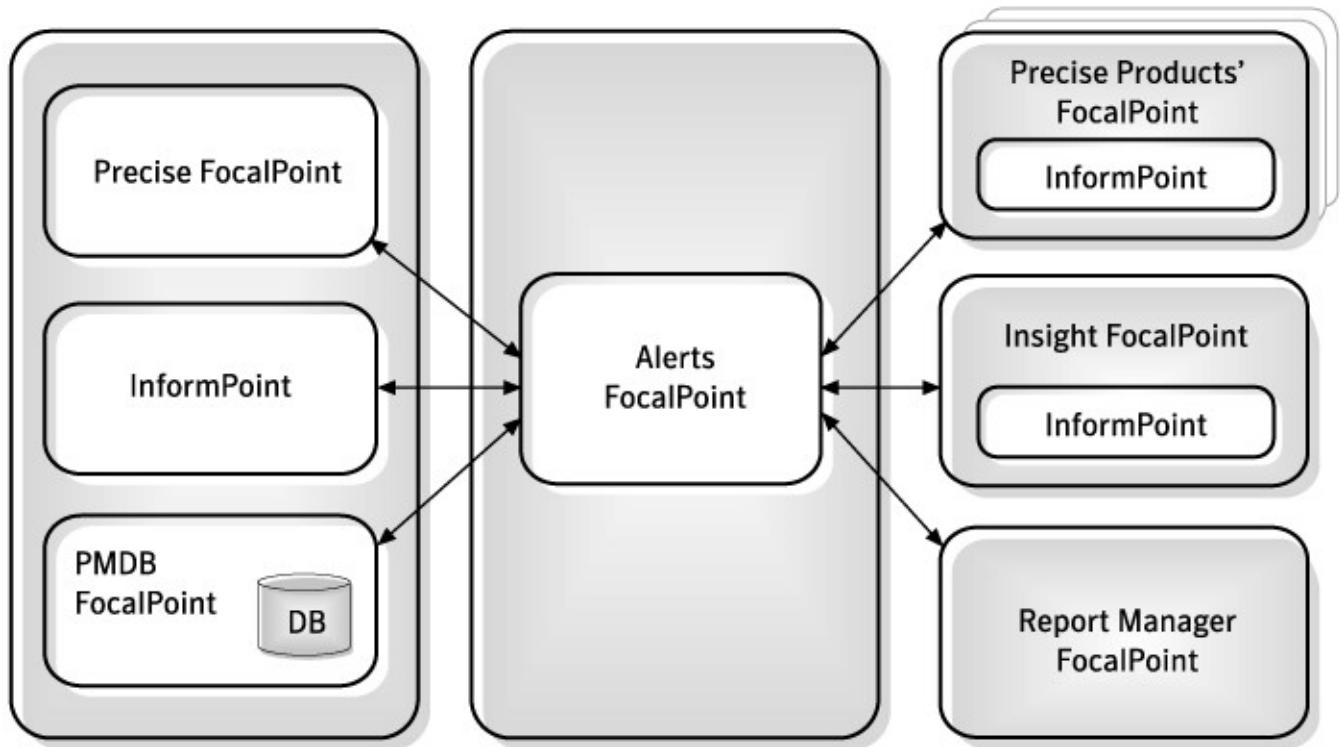 Precise FocalPoint
InformPoint
PMDB
FocalPoint
DB
Alerts
FocalPoint
Precise Products’
FocalPoint
InformPoint
Insight FocalPoint
InformPoint
Report Manager
FocalPoint